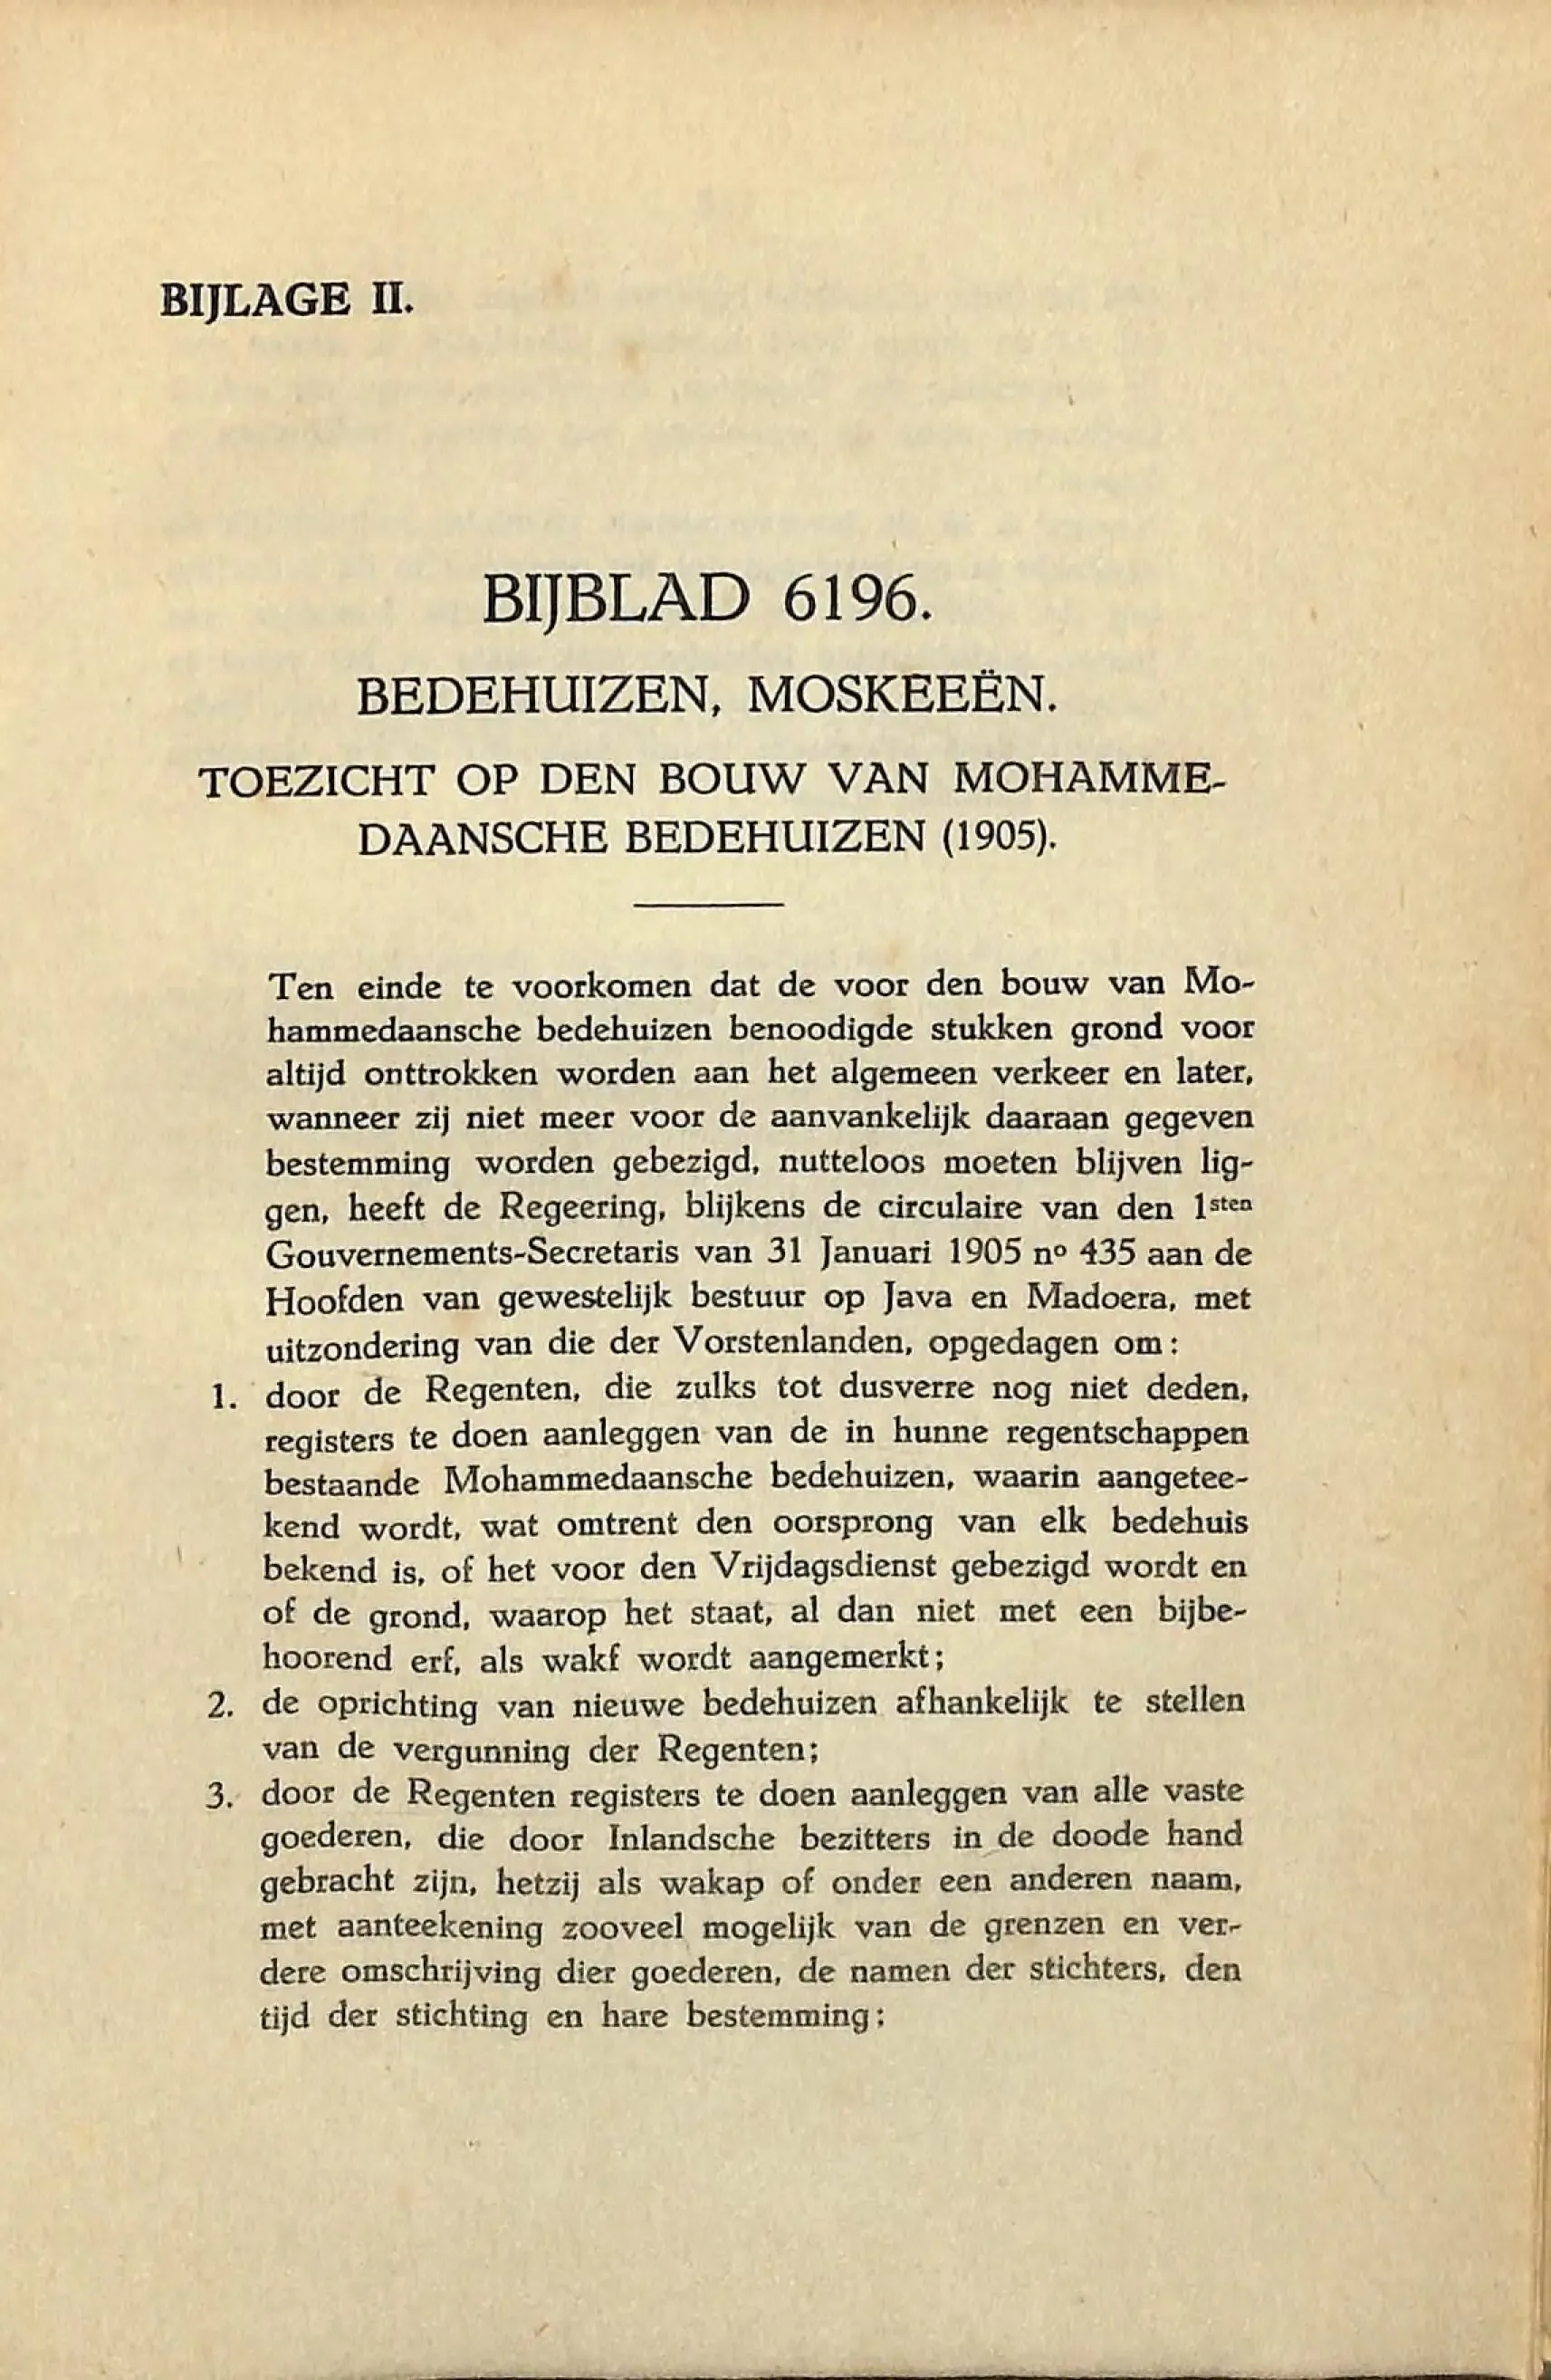 BIJLAGE II.
BIJBLAD 6196.
BEDEHUIZEN, MOSKEEËN.
TOEZICHT OP DEN BOUW VAN MOHAMME-
DAANSCHE BEDEHUIZEN (1905).
Ten einde te voorkomen dat de voor den bouw van Mo-
hammedaansche bedehuizen benoodigde stukken grond voor
altijd onttrokken worden aan het algemeen verkeer en later,
wanneer zij niet meer voor de aanvankelijk daaraan gegeven
bestemming worden gebezigd, nutteloos moeten blijven lig-
gen, heeft de Regeering, blijkens de circulaire van den 1sten
Gouvernements-Secretaris van 31 Januari 1905 no 435 aan de
Hoofden van gewestelijk bestuur op Java en Madoera, met
uitzondering van die der Vorstenlanden, opgedagen om:
1. door de Regenten, die zulks tot dusverre nog niet deden,
registers te doen aanleggen van de in hunne regentschappen
bestaande Mohammedaansche bedehuizen, waarin aangetee-
kend wordt, wat omtrent den oorsprong van elk bedehuis
bekend is, of het voor den Vrijdagsdienst gebezigd wordt en
of de grond, waarop het staat, al dan niet met een bijbe-
hoorend erf, als wakf wordt aangemerkt;
2. de oprichting van nieuwe bedehuizen afhankelijk te stellen
van de vergunning der Regenten;
3. door de Regenten registers te doen aanleggen van alle vaste
goederen, die door Inlandsche bezitters in de doode hand
gebracht zijn, hetzij als wakap of onder een anderen naam,
met aanteekening zooveel mogelijk van de grenzen en ver-
dere omschrijving dier goederen, de namen der stichters, den
tijd der stichting en hare bestemming;